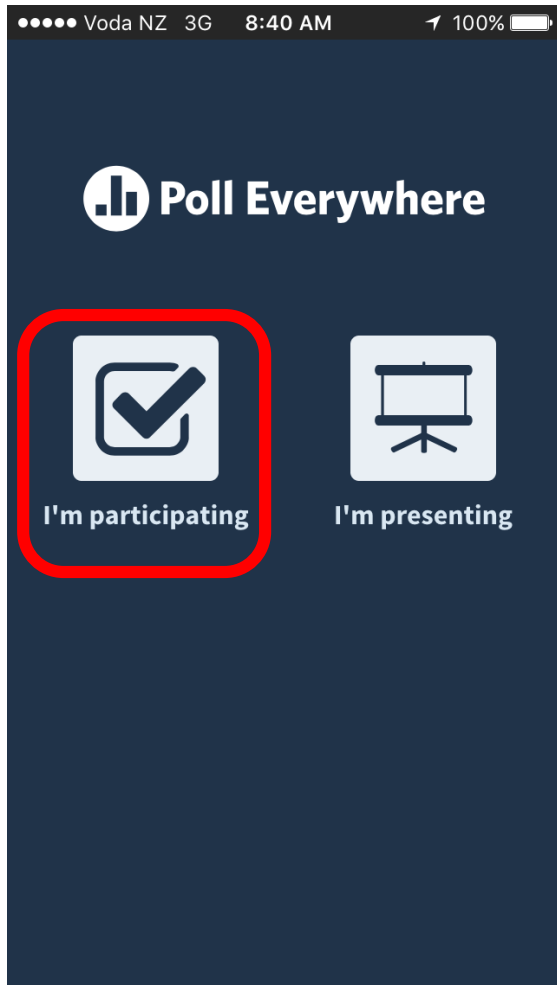 Voda NZ 3G 8:40 AM 100%
Poll Everywhere
I'm participating I'm presenting